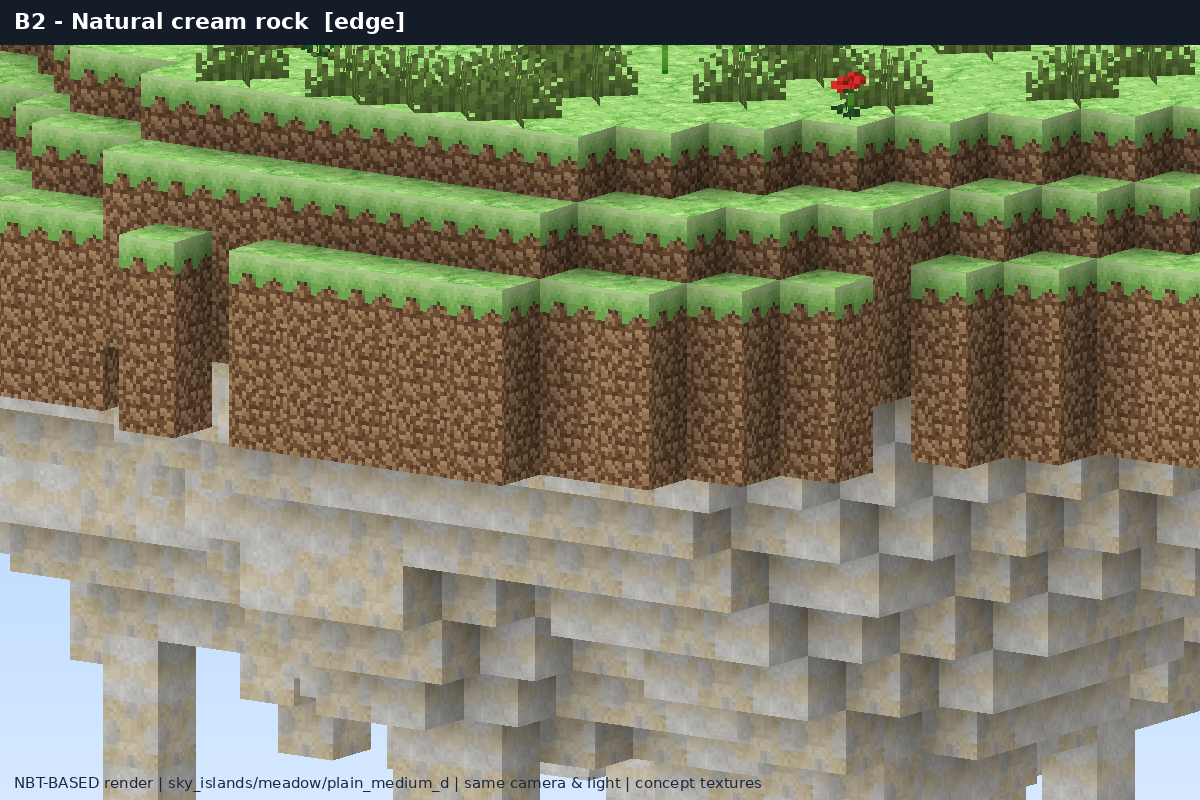 B2 - Natural cream rock  [edge]
NBT-BASED render | sky_islands/meadow/plain_medium_d | same camera & light | concept textures